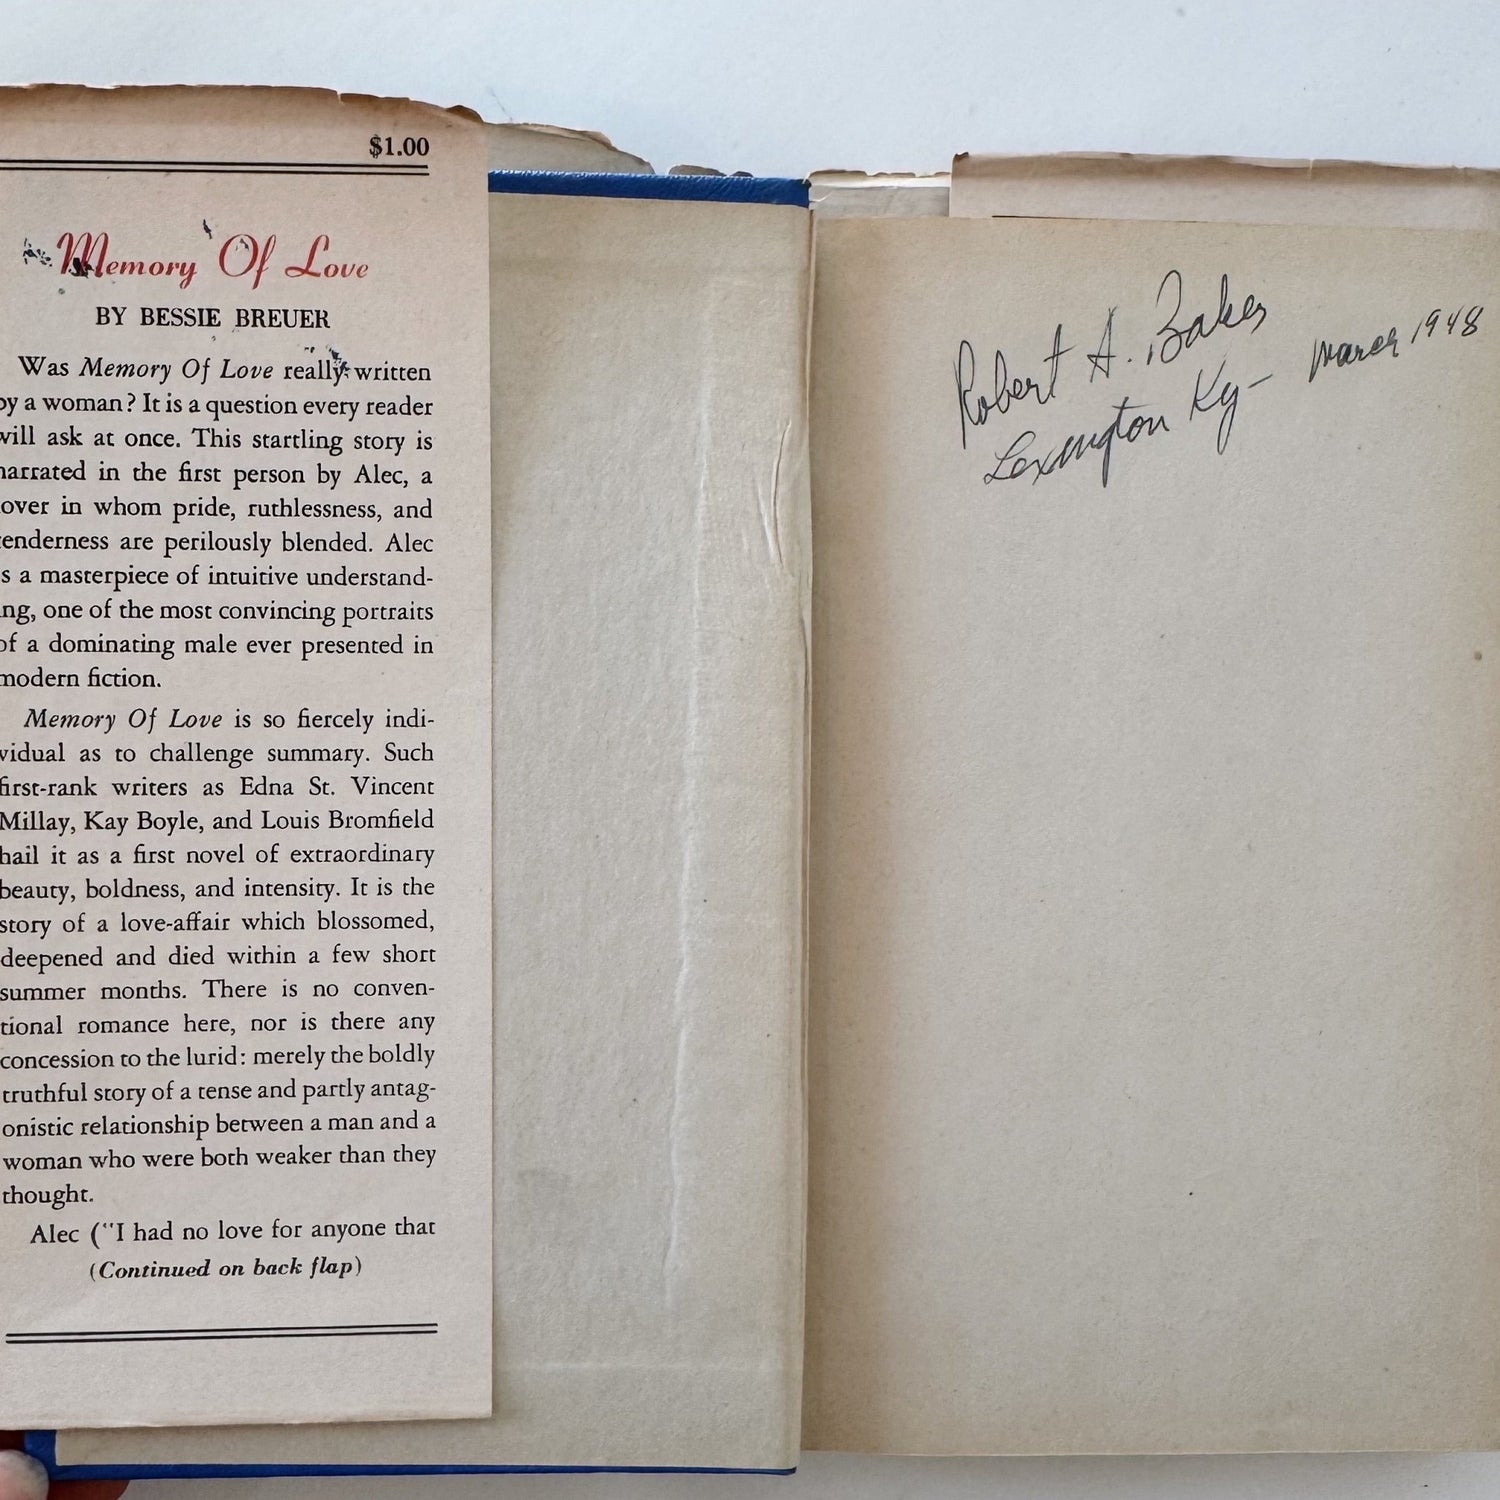 $1.00
Memory Of Love
BY BESSIE BREUER
Was Memory Of Love really written
by a woman? It is a question every reader
will ask at once. This startling story is
narrated in the first person by Alec, a
lover in whom pride, ruthlessness, and
tenderness are perilously blended. Alec
is a masterpiece of intuitive understand-
ing, one of the most convincing portraits
of a dominating male ever presented in
modern fiction.
Memory Of Love is so fiercely indi-
vidual as to challenge summary. Such
first-rank writers as Edna St. Vincent
Millay, Kay Boyle, and Louis Bromfield
hail it as a first novel of extraordinary
beauty, boldness, and intensity. It is the
story of a love-affair which blossomed,
deepened and died within a few short
summer months. There is no conven-
tional romance here, nor is there any
concession to the lurid: merely the boldly
truthful story of a tense and partly antag-
onistic relationship between a man and a
woman who were both weaker than they
thought.
Alec ("I had no love for anyone that
(Continued on back flap)
Robert A. Baker
Lexington Ky— March 1948